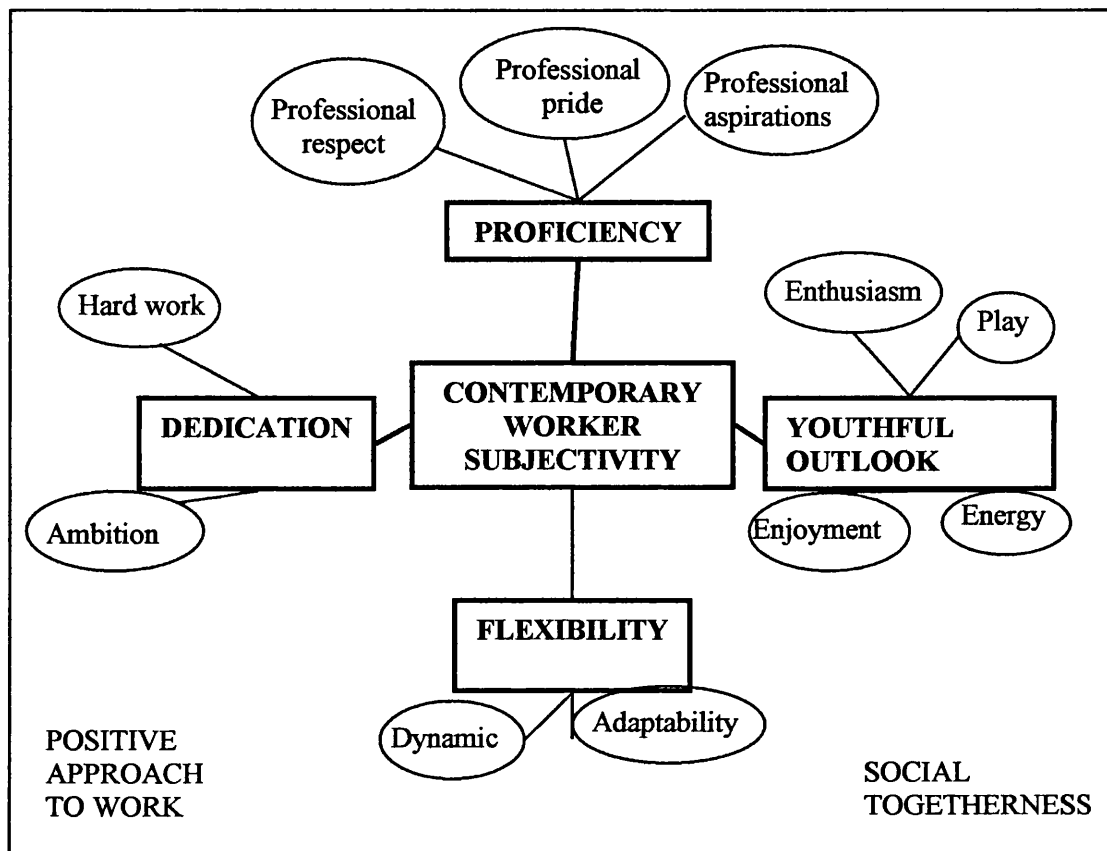 Professional
respect
Professional
pride
Professional
aspirations
PROFICIENCY
Hard work
Enthusiasm
Play
DEDICATION
CONTEMPORARY
WORKER
SUBJECTIVITY
YOUTHFUL
OUTLOOK
Ambition
Enjoyment
Energy
FLEXIBILITY
Dynamic
Adaptability
POSITIVE
APPROACH
TO WORK
SOCIAL
TOGETHERNESS